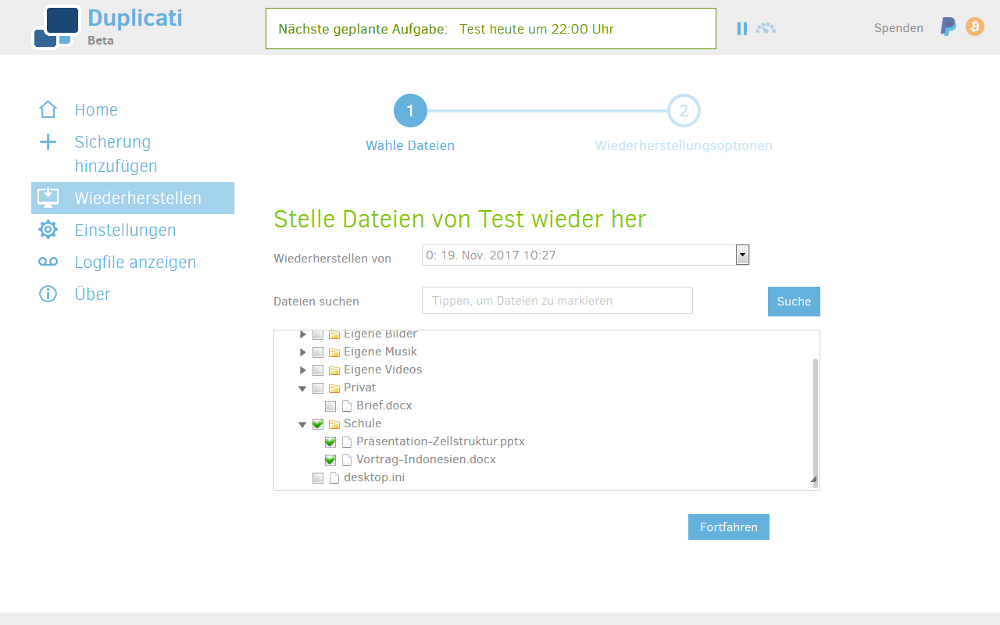 Duplicati
Beta
Nächste geplante Aufgabe: Test heute um 22:00 Uhr
Spenden
Home
Sicherung
hinzufügen
Wiederherstellen
Einstellungen
Logfile anzeigen
Über
1
2
Wähle Dateien
Wiederherstellungsoptionen
Stelle Dateien von Test wieder her
Wiederherstellen von
0: 19. Nov. 2017 10:27
Dateien suchen
Tippen, um Dateien zu markieren
Suche
Eigene Bilder
Eigene Musik
Eigene Videos
Privat
Brief.docx
Schule
Präsentation-Zellstruktur.pptx
Vortrag-Indonesien.docx
desktop.ini
Fortfahren